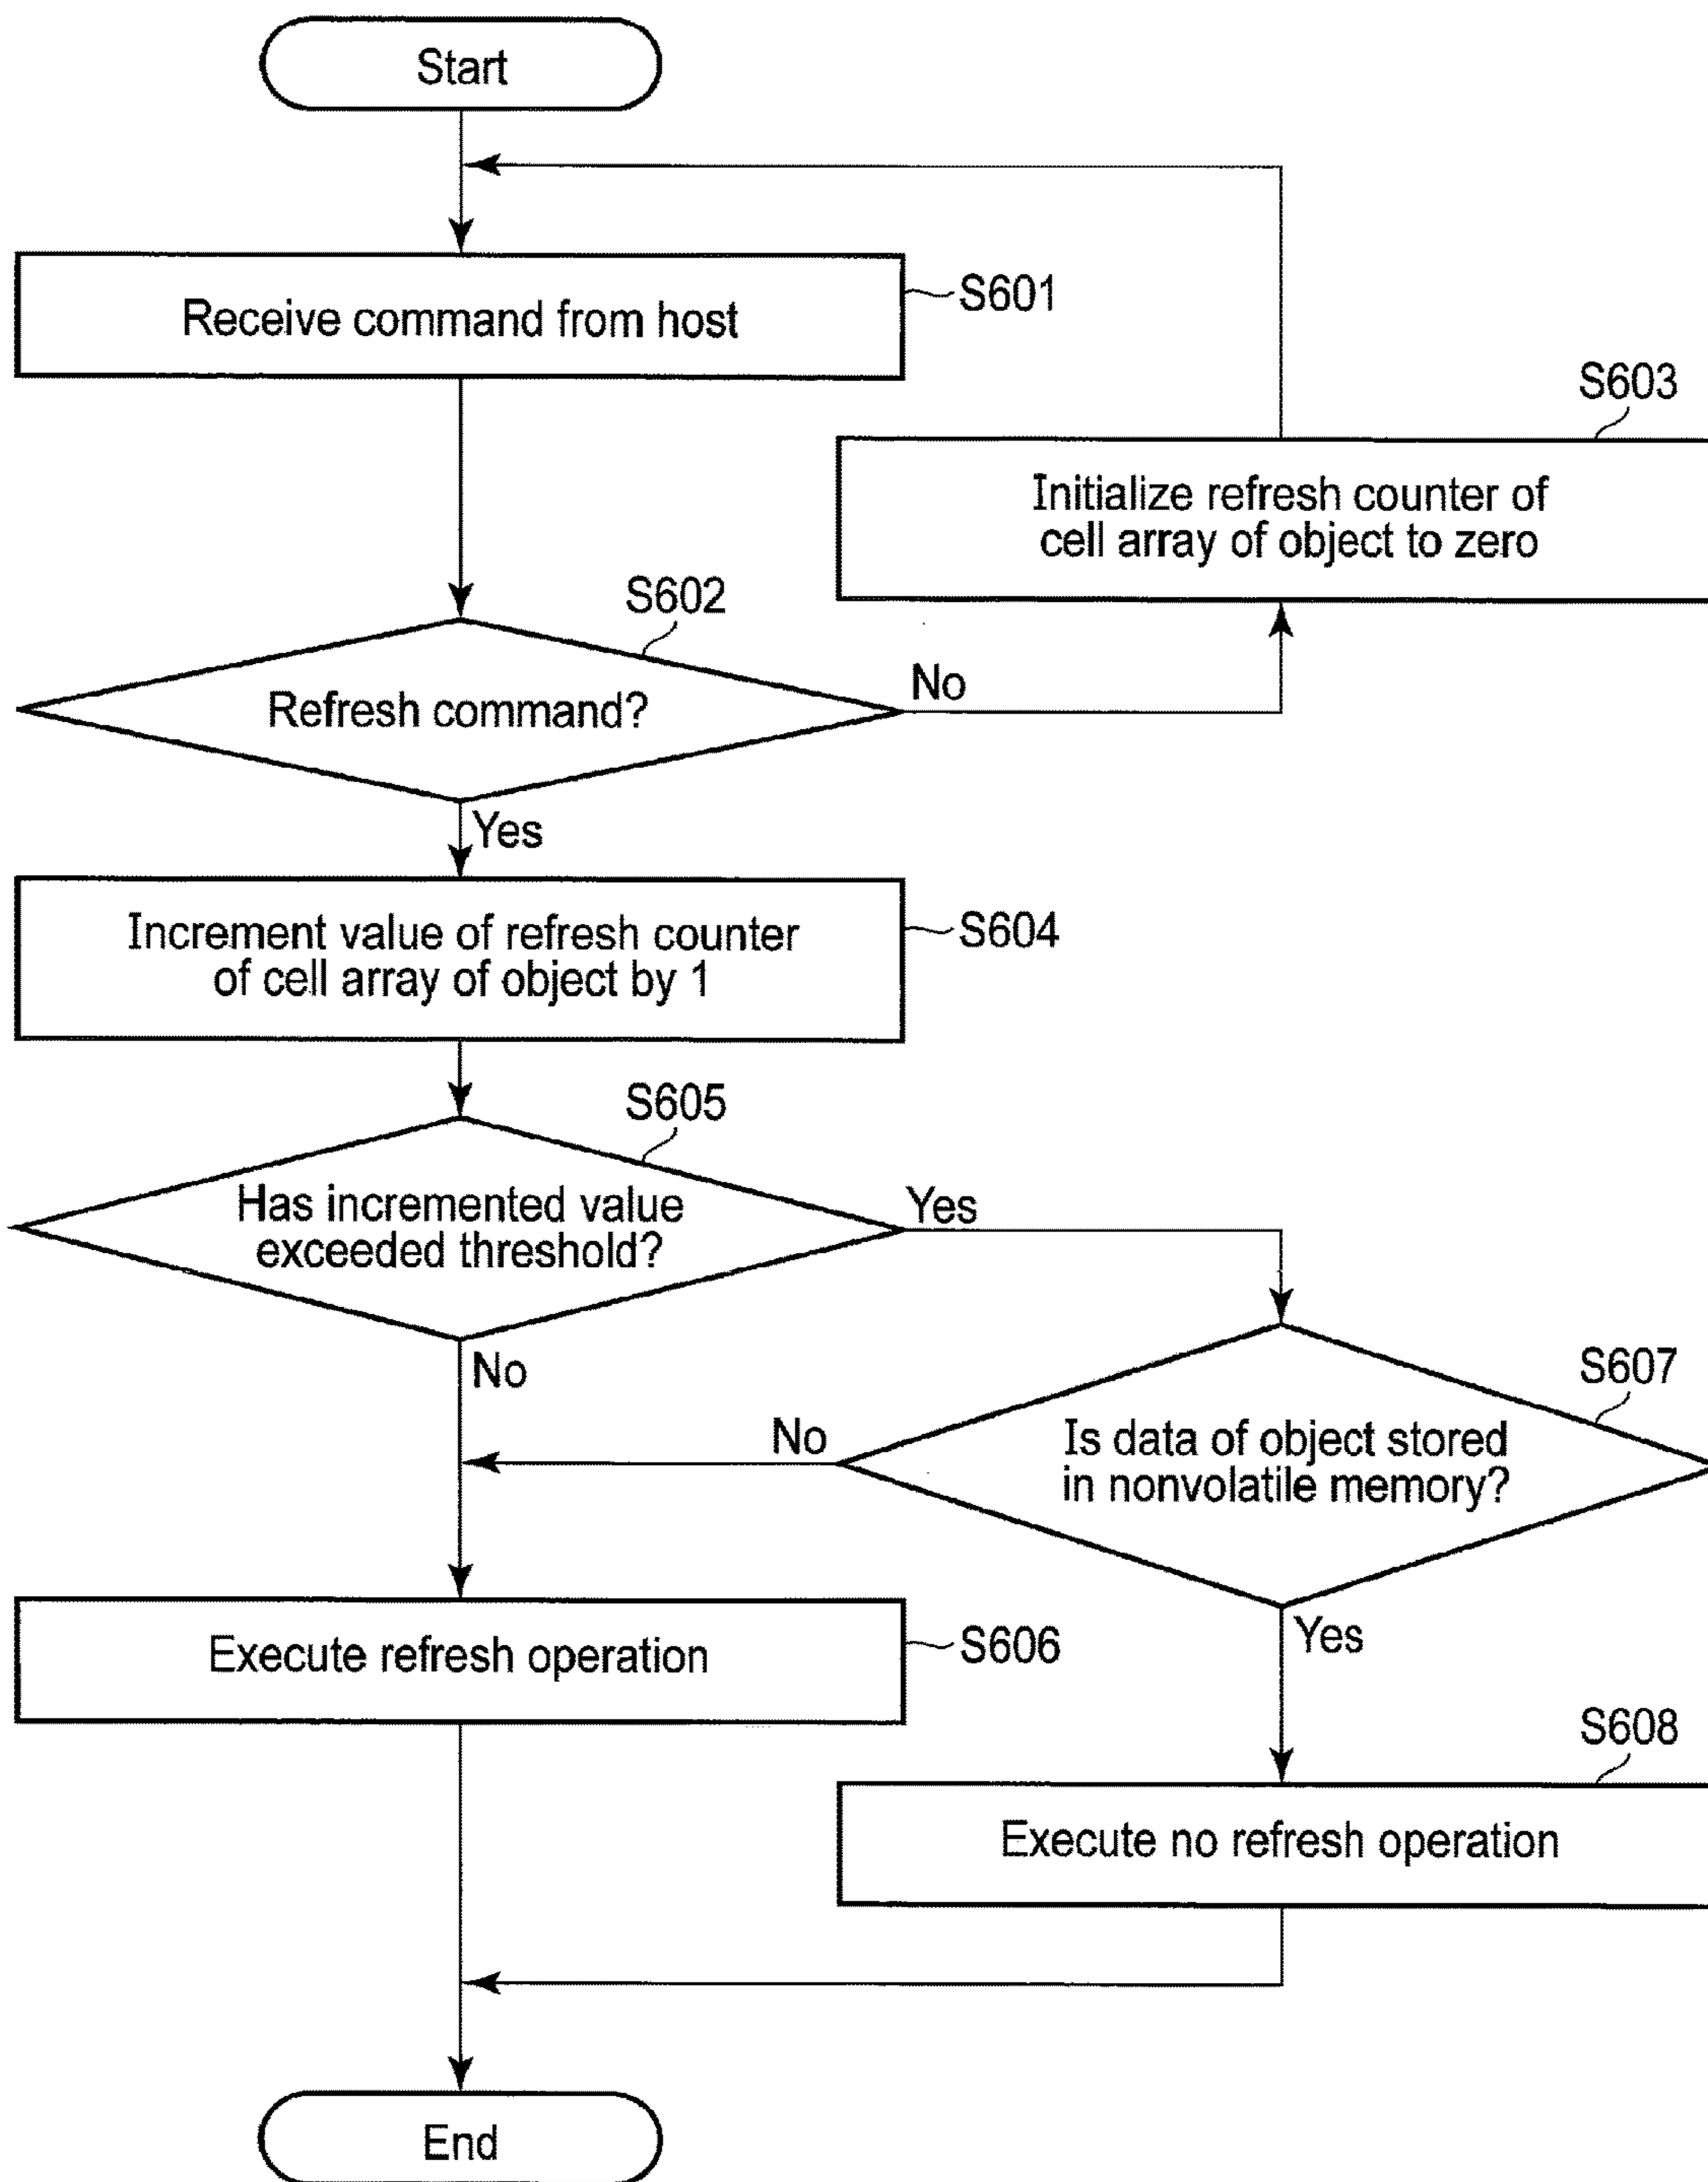 Start
Receive command from host
S601
S603
Initialize refresh counter of
cell array of object to zero
S602
Refresh command?
No
Yes
Increment value of refresh counter
of cell array of object by 1
S604
S605
Has incremented value
exceeded threshold?
Yes
No
S607
Is data of object stored
in nonvolatile memory?
No
Yes
Execute refresh operation
S606
S608
Execute no refresh operation
End